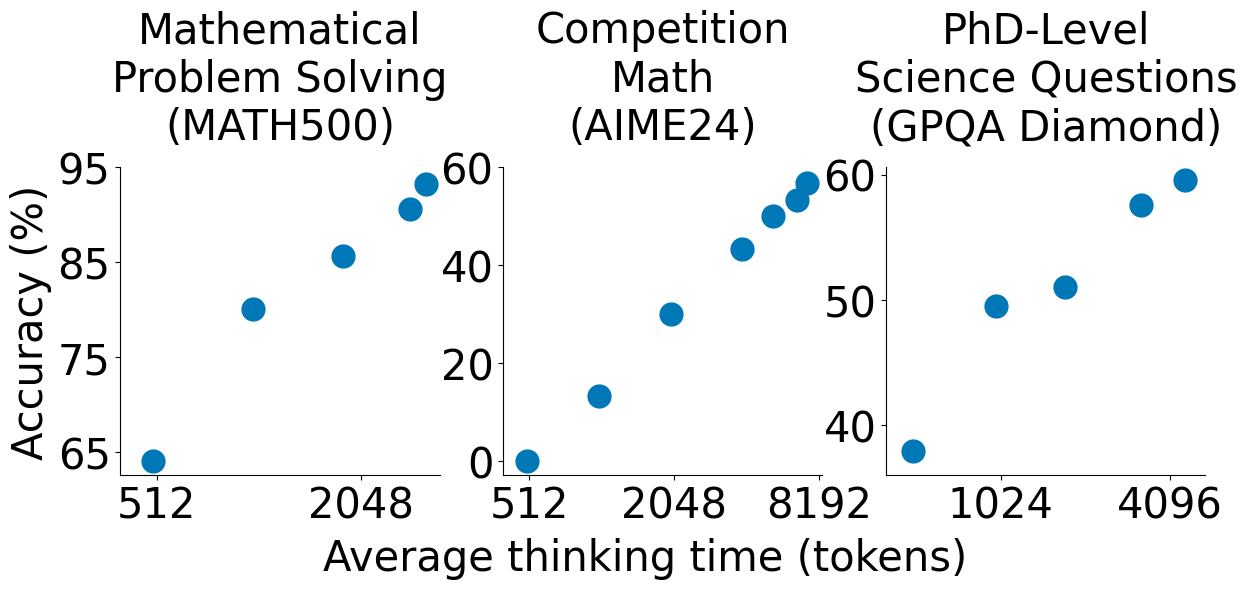 Mathematical
Problem Solving
(MATH500)
Competition
Math
(AIME24)
PhD-Level
Science Questions
(GPQA Diamond)
Accuracy (%)
95
85
75
65
512
2048
60
40
20
0
512
2048
8192
60
50
40
1024
4096
Average thinking time (tokens)